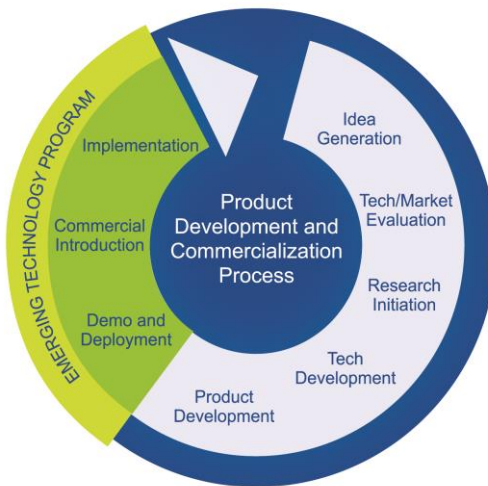 Product
Development and
Commercialization
Process
Idea
Generation
Tech/Market
Evaluation
Research
Initiation
Tech
Development
Product
Development
Demo and
Deployment
Commercial
Introduction
Implementation
EMERGING TECHNOLOGY PROGRAM